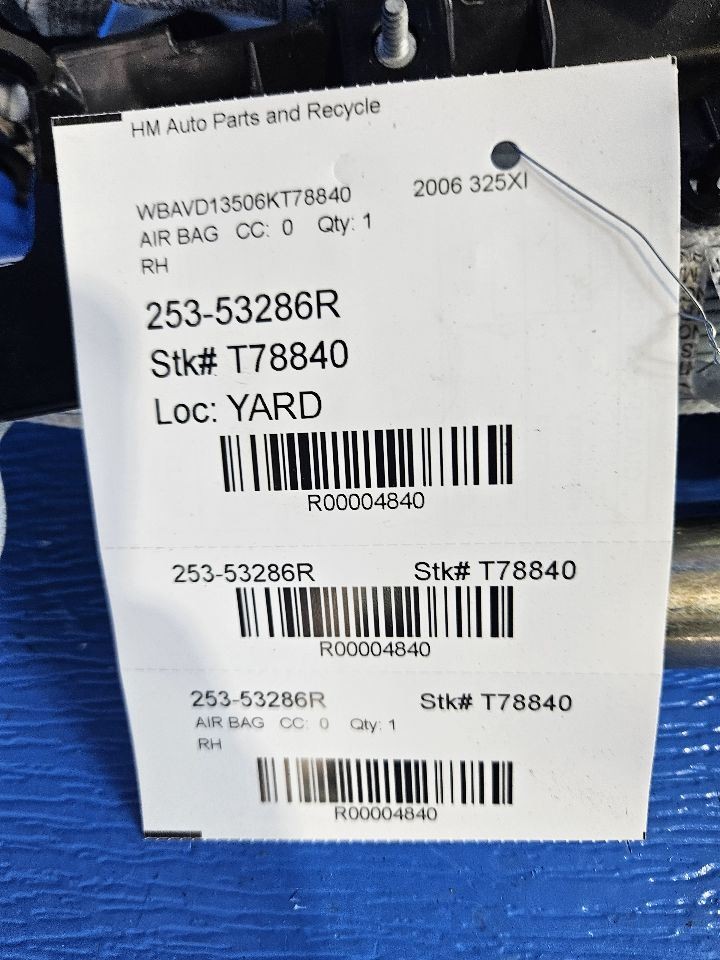 HM Auto Parts and Recycle
WBAVD13506KT78840 2006 325XI
AIR BAG CC: 0 Qty: 1
RH
253-53286R
Stk# T78840
Loc: YARD
R00004840
253-53286R Stk# T78840
R00004840
253-53286R Stk# T78840
AIR BAG CC: 0 Qty: 1
RH
R00004840